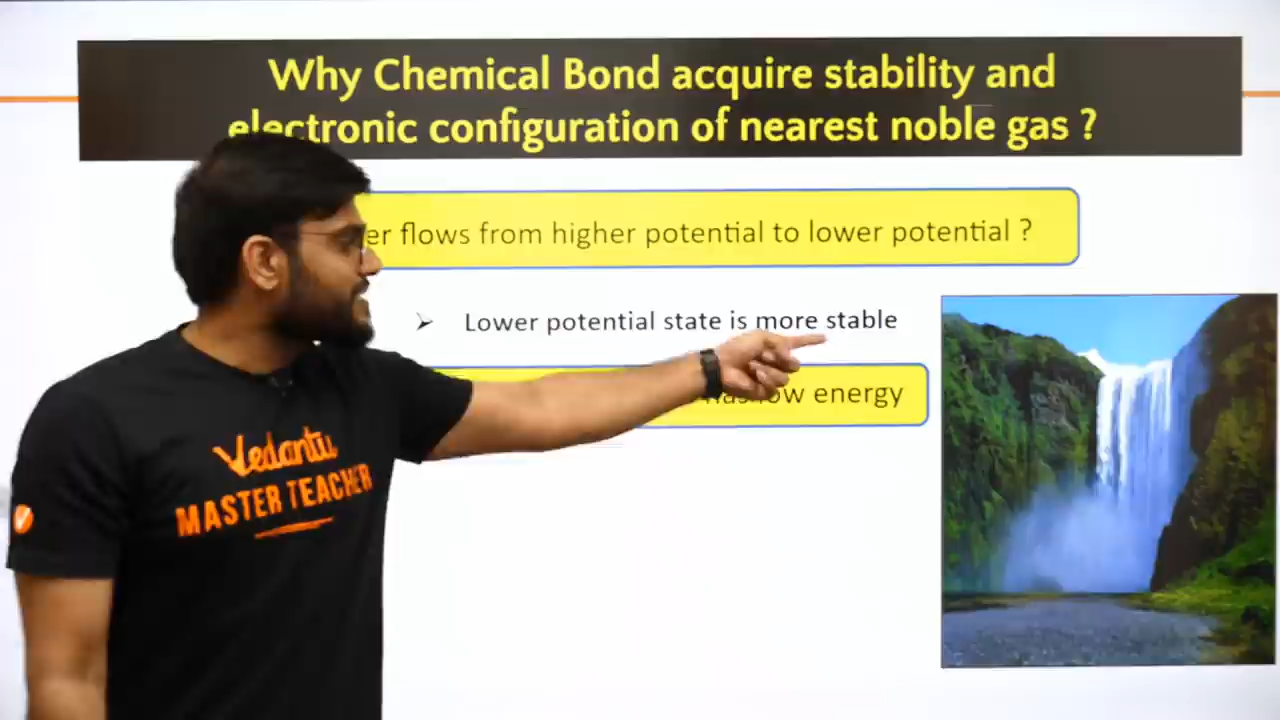 Why Chemical Bond acquire stability and
electronic configuration of nearest noble gas ?
flows from higher potential to lower potential ?
Lower potential state is more stable
low energy
Vedantu
MASTER TEACHER